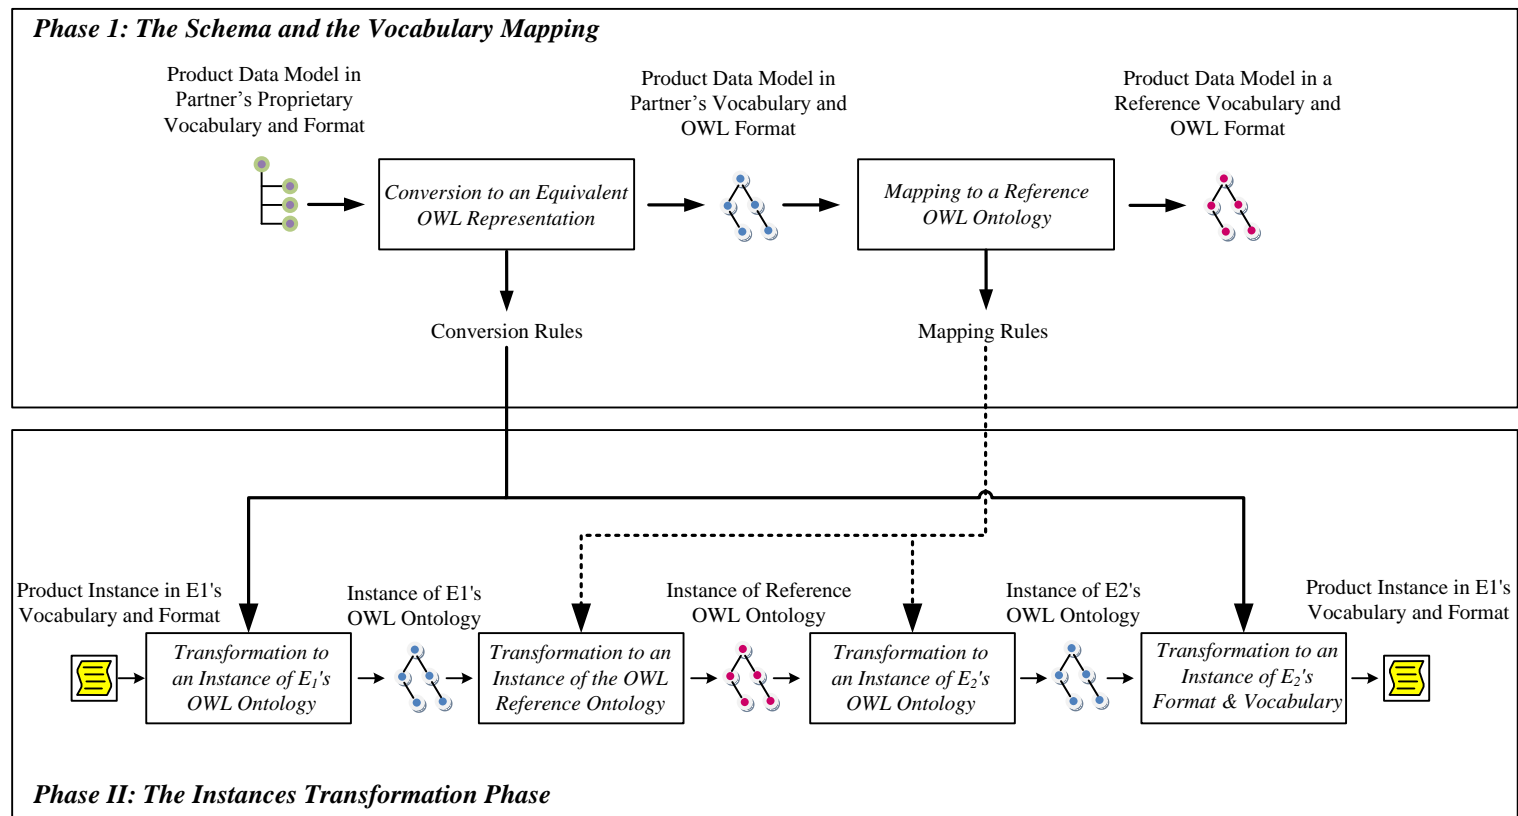 Phase 1: The Schema and the Vocabulary Mapping
Product Data Model in
Partner's Proprietary
Vocabulary and Format
Product Data Model in
Partner's Vocabulary and
OWL Format
Product Data Model in a
Reference Vocabulary and
OWL Format
Conversion to an Equivalent
OWL Representation
Mapping to a Reference
OWL Ontology
Conversion Rules
Mapping Rules
Product Instance in E1's
Vocabulary and Format
Instance of E1's
OWL Ontology
Instance of Reference
OWL Ontology
Instance of E2's
OWL Ontology
Product Instance in E1's
Vocabulary and Format
Transformation to
an Instance of E₁'s
OWL Ontology
Transformation to an
Instance of the OWL
Reference Ontology
Transformation to
an Instance of E₂'s
OWL Ontology
Transformation to an
Instance of E₂'s
Format & Vocabulary
Phase II: The Instances Transformation Phase